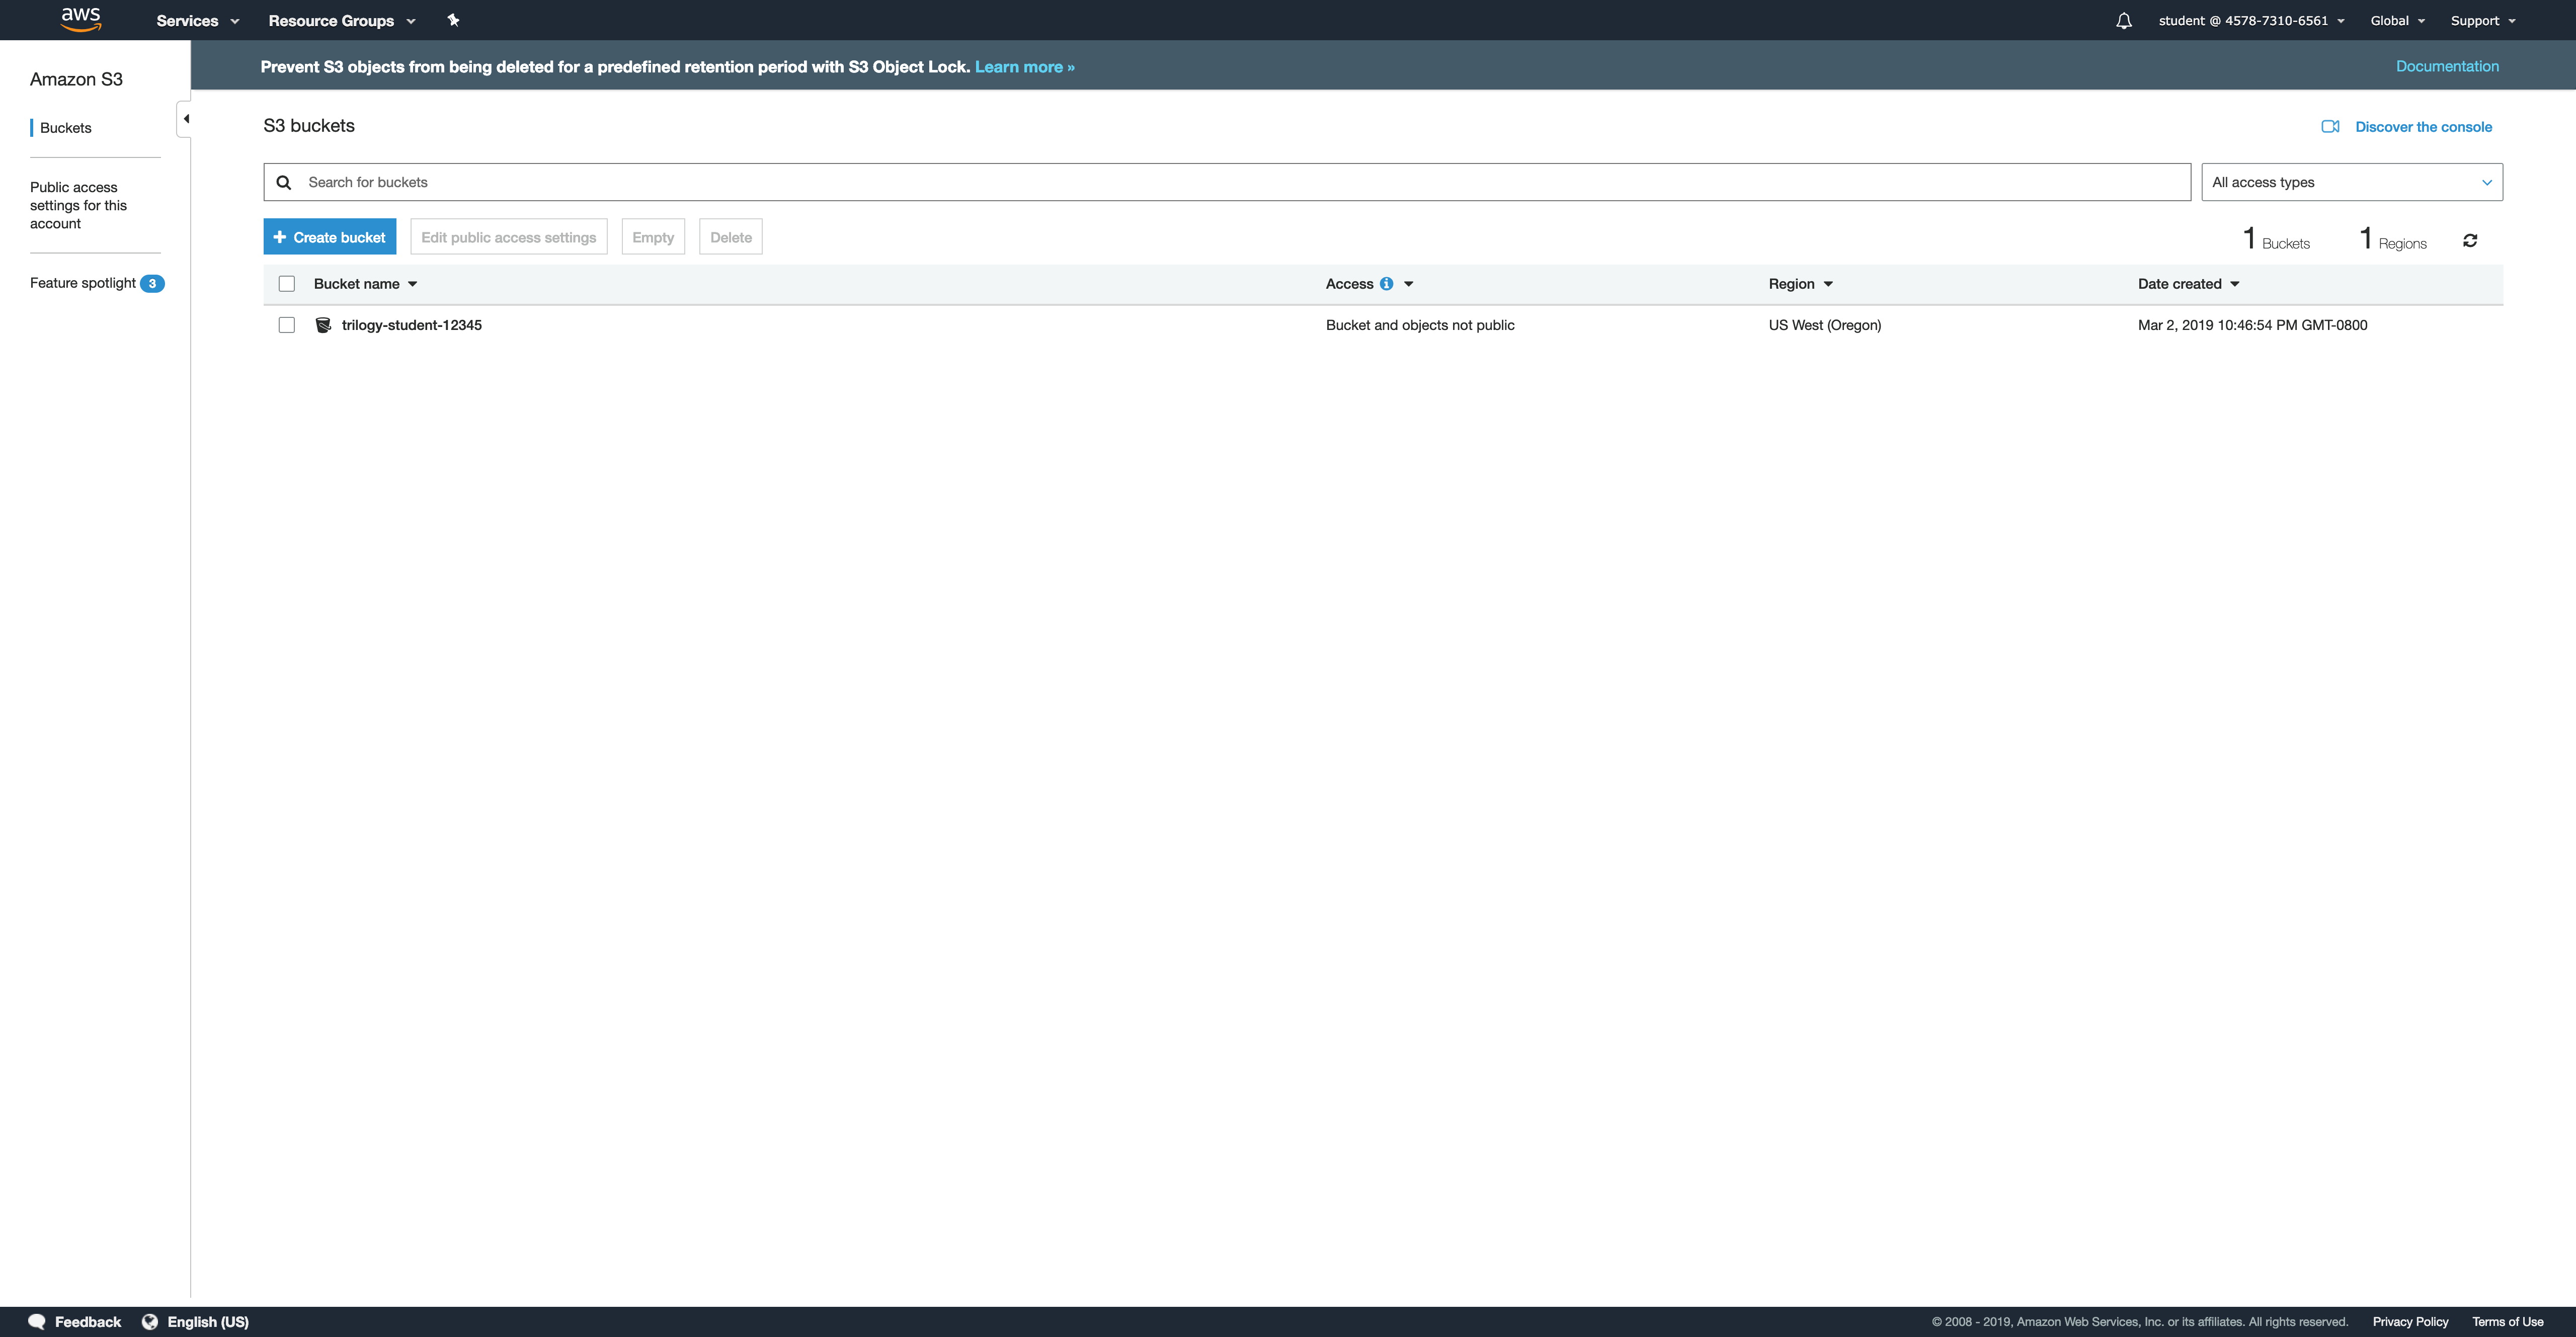 aws Services Resource Groups student @ 4578-7310-6561 Global Support
Amazon S3
Buckets
Public access
settings for this
account
Feature spotlight 3
Prevent S3 objects from being deleted for a predefined retention period with S3 Object Lock. Learn more » Documentation
S3 buckets Discover the console
Search for buckets All access types
Create bucket Edit public access settings Empty Delete 1 Buckets 1 Regions
Bucket name Access Region Date created
trilogy-student-12345 Bucket and objects not public US West (Oregon) Mar 2, 2019 10:46:54 PM GMT-0800
Feedback English (US) © 2008 - 2019, Amazon Web Services, Inc. or its affiliates. All rights reserved. Privacy Policy Terms of Use